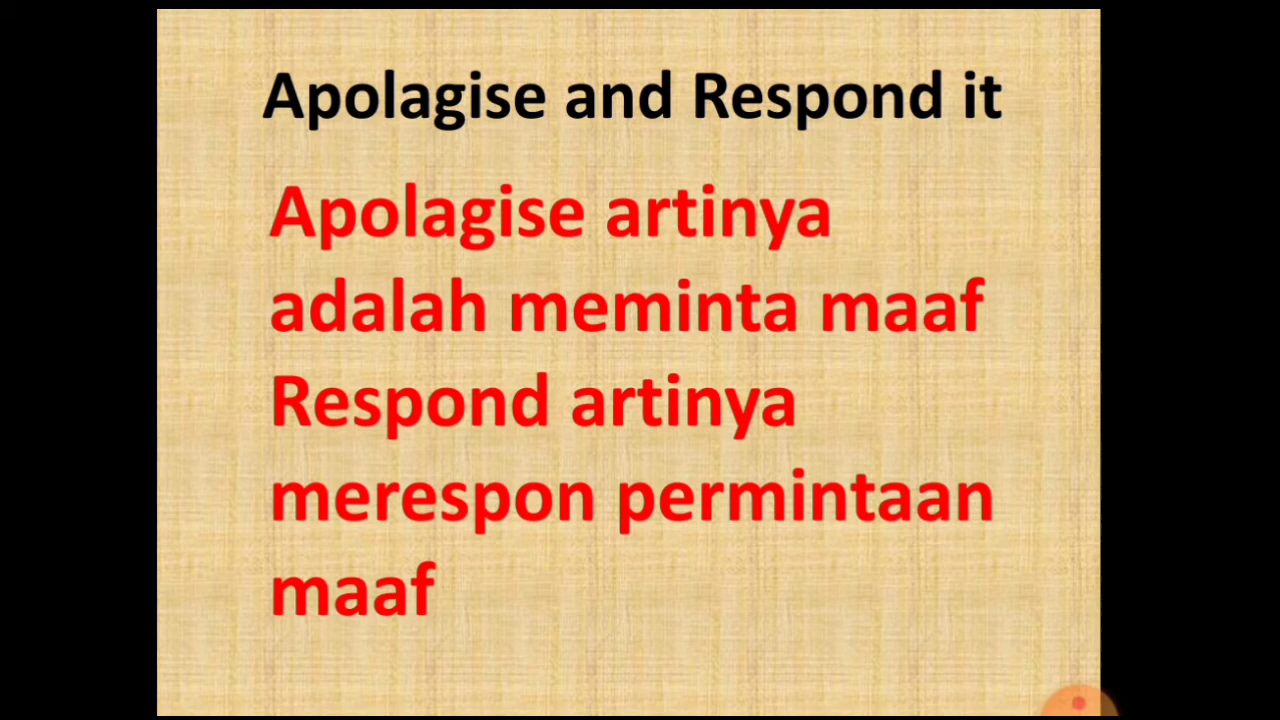 Apolagise and Respond it
Apolagise artinya
adalah meminta maaf
Respond artinya
merespon permintaan
maaf